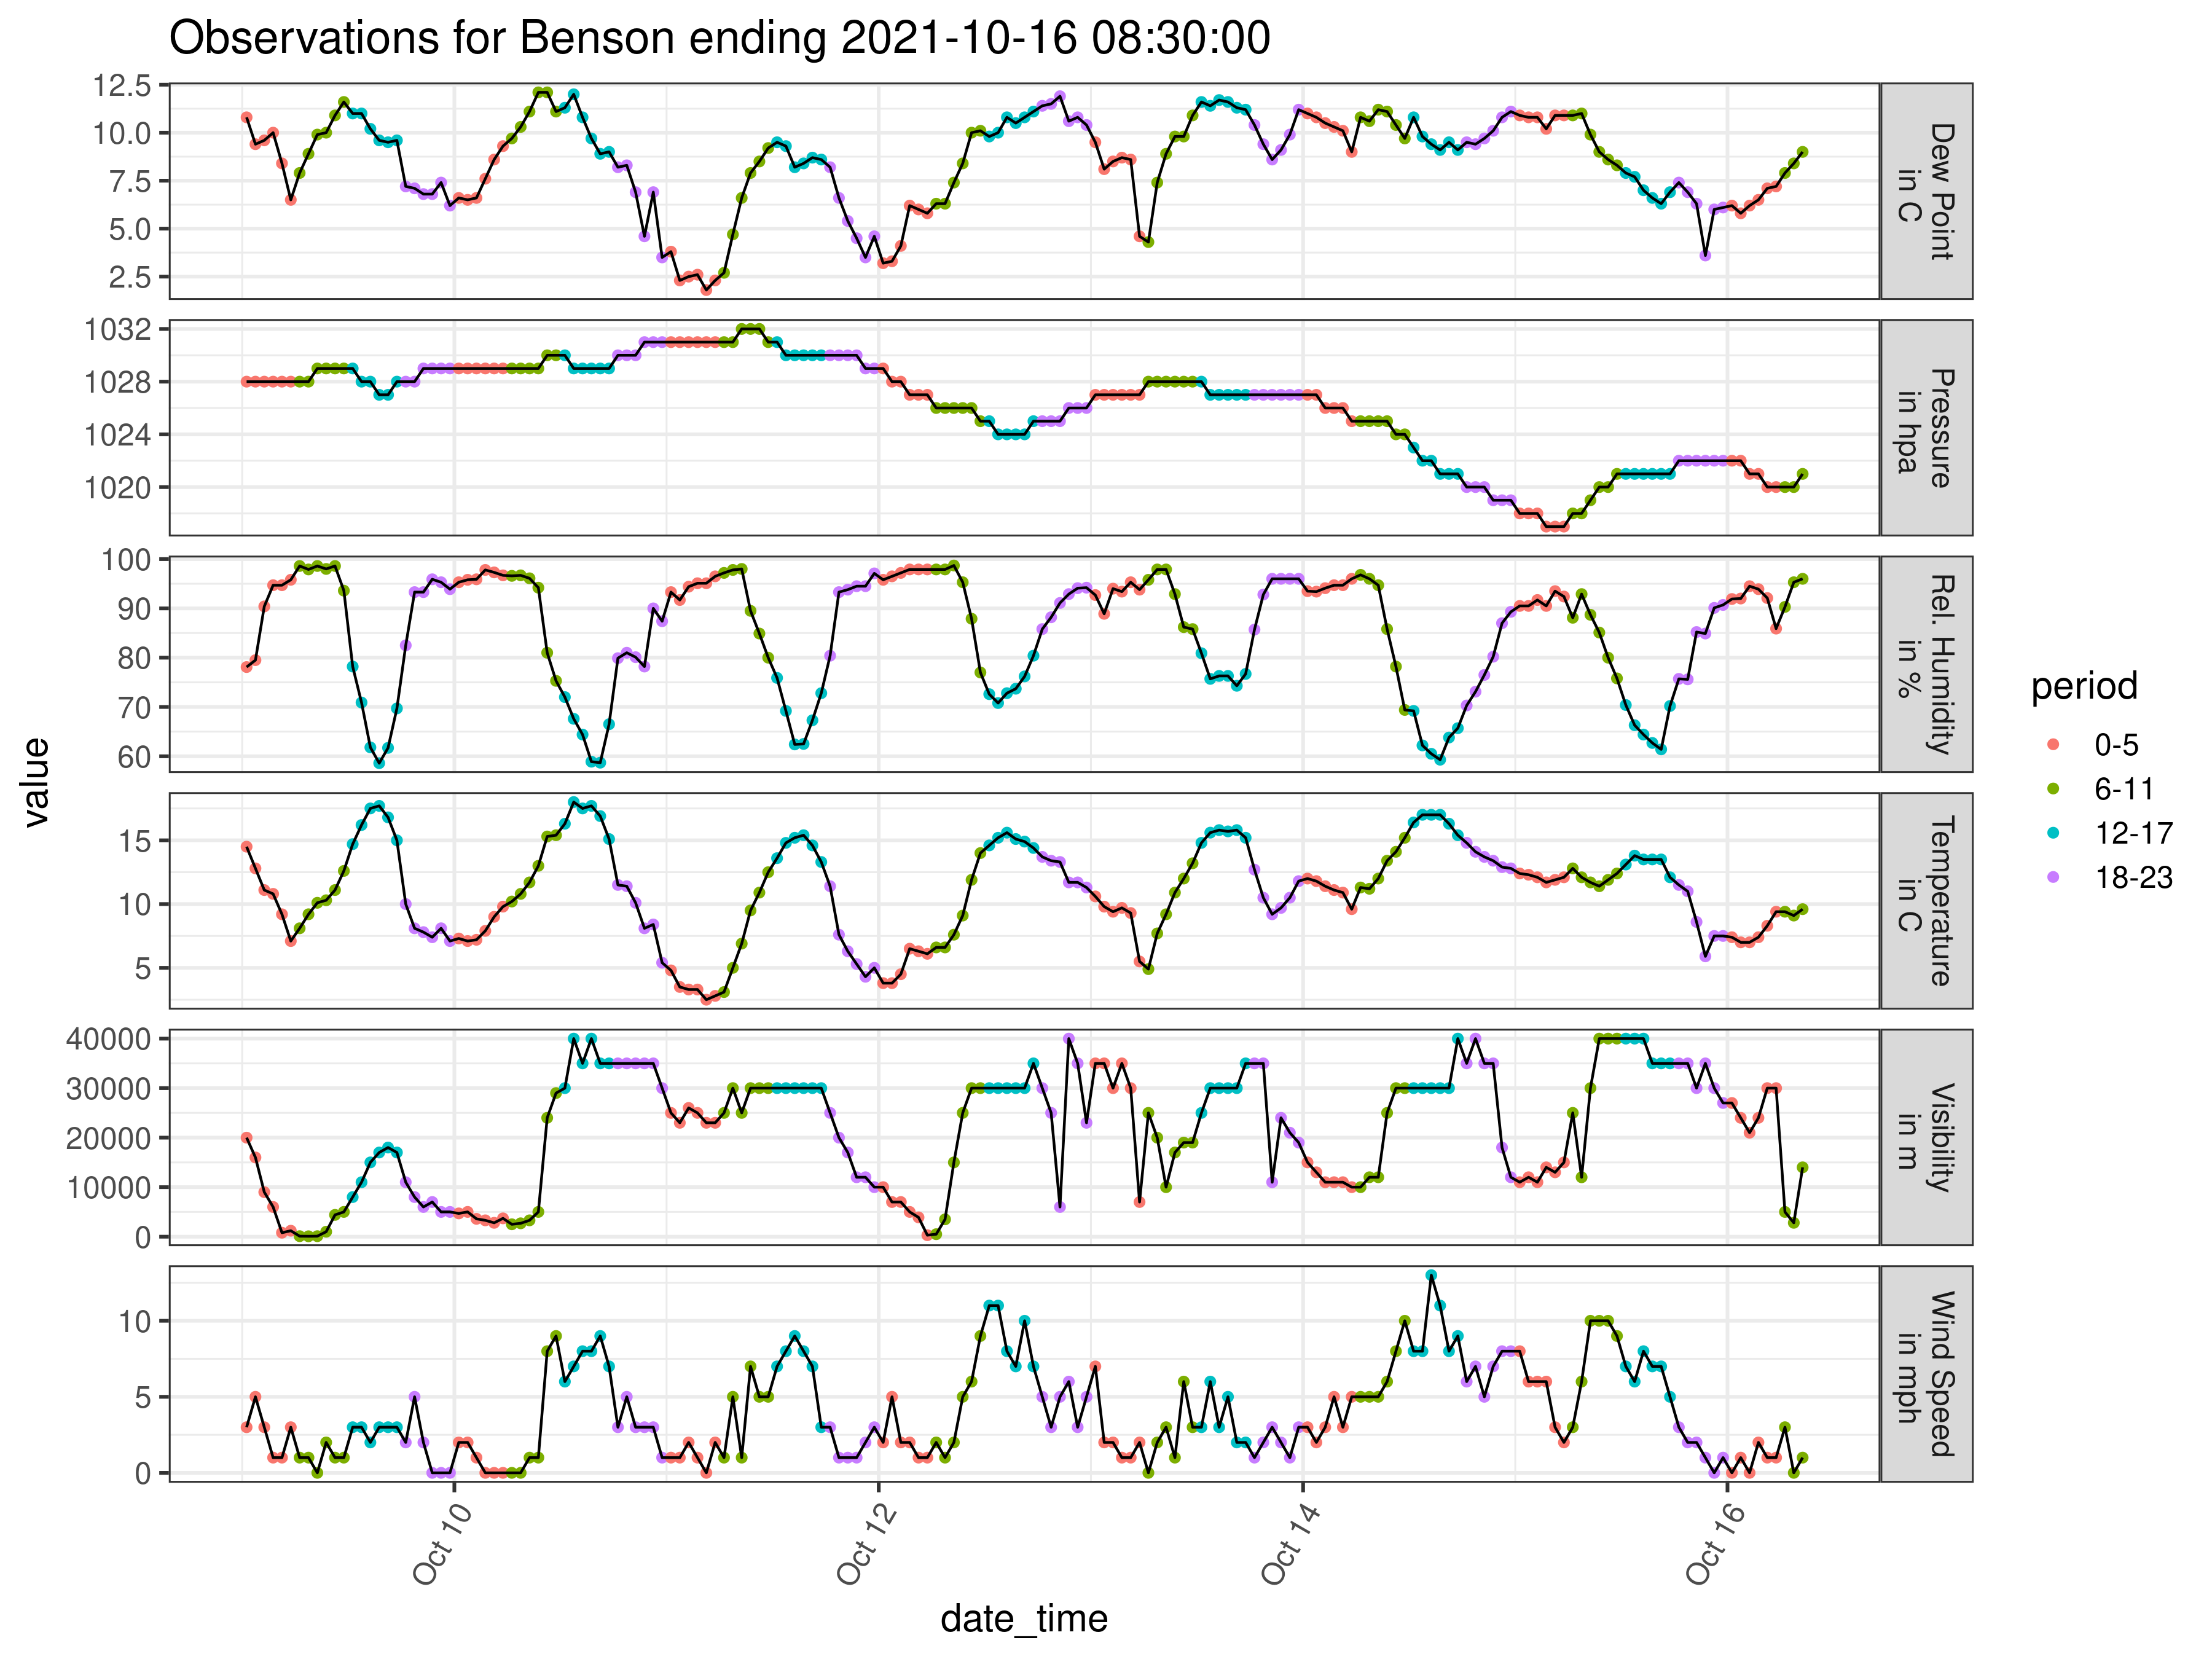 Observations for Benson ending 2021-10-16 08:30:00
value
12.5
10.0
7.5
5.0
2.5
Dew Point
in C
1032
1028
1024
1020
Pressure
in hpa
100
90
80
70
60
Rel. Humidity
in %
15
10
5
Temperature
in C
40000
30000
20000
10000
0
Visibility
in m
10
5
0
Wind Speed
in mph
Oct 10
Oct 12
Oct 14
Oct 16
date_time
period
0-5
6-11
12-17
18-23